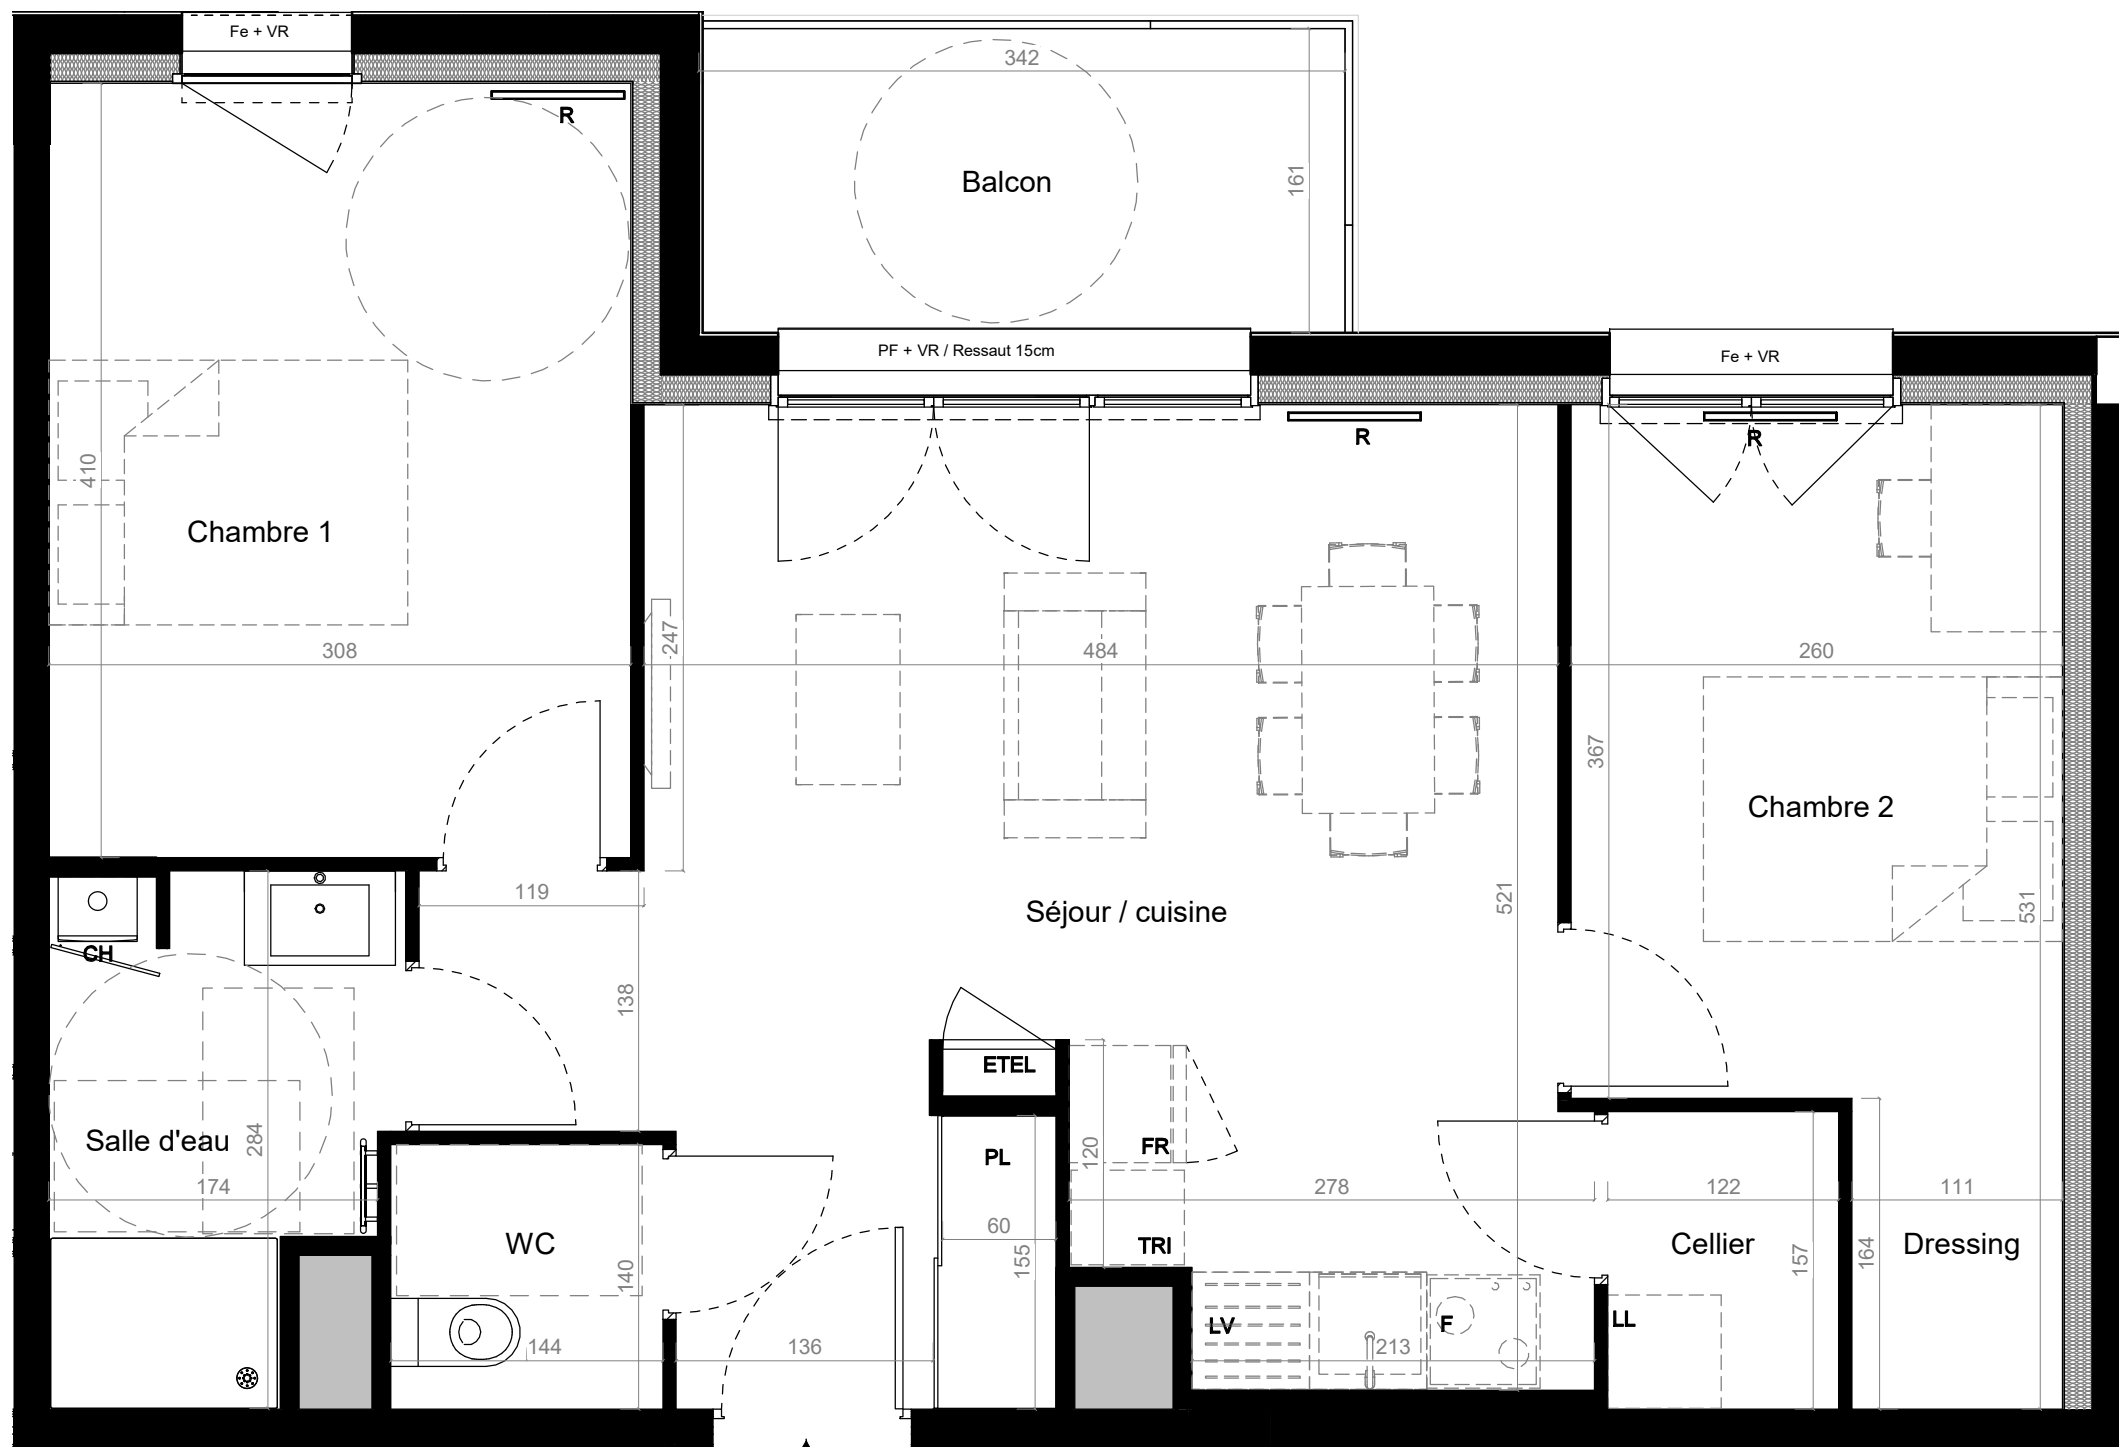 Fe + VR
342
R
161
Balcon
PF + VR / Ressaut 15cm
Fe + VR
R
R
410
Chambre 1
308
247
484
260
367
Chambre 2
119
Séjour / cuisine
521
531
CH
138
ETEL
Salle d'eau
284
PL
120
FR
174
278
122
111
WC
60
TRI
Cellier
Dressing
140
155
157
164
LV
F
LL
144
136
213